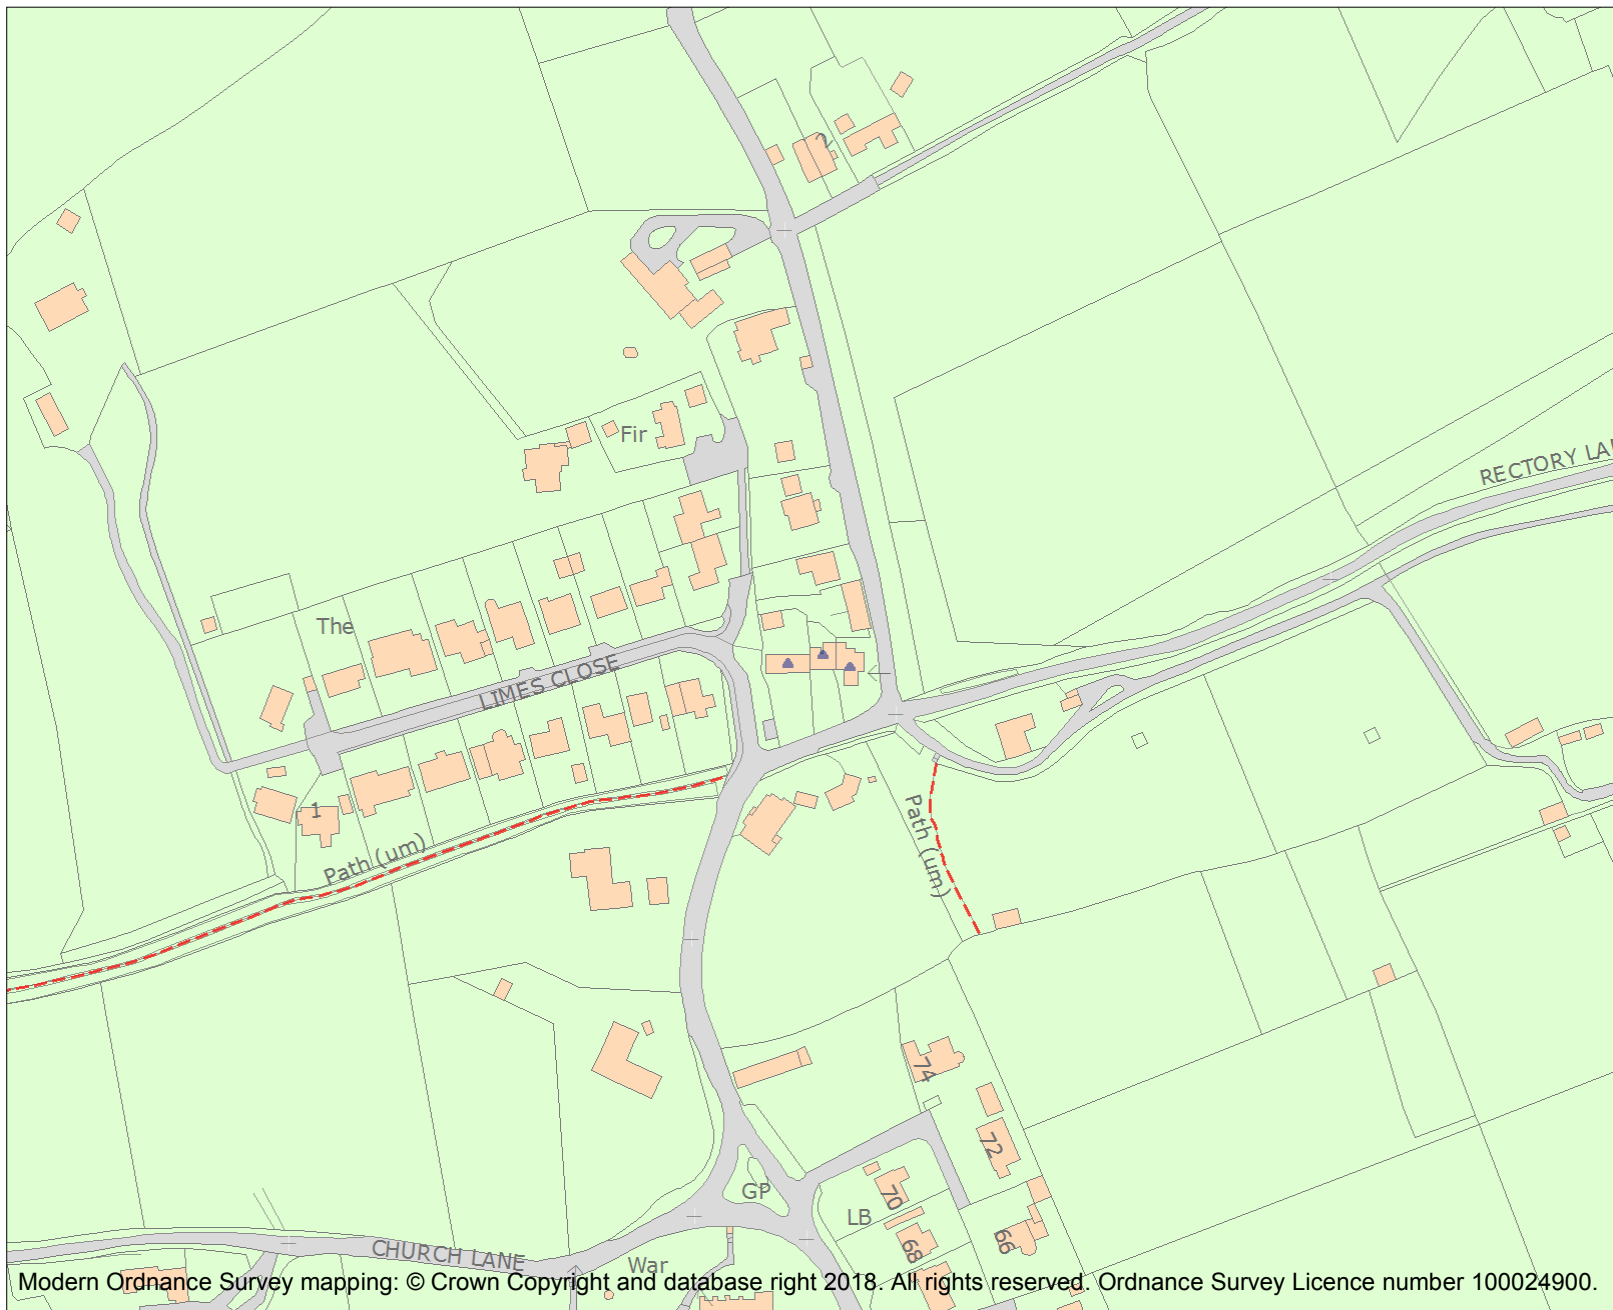 2
Fir
RECTORY LA
The
LIMES CLOSE
1
Path (um)
Path (um)
74
72
GP
70
LB
66
68
CHURCH LANE
War
Modern Ordnance Survey mapping: © Crown Copyright and database right 2018. All rights reserved. Ordnance Survey Licence number 100024900.